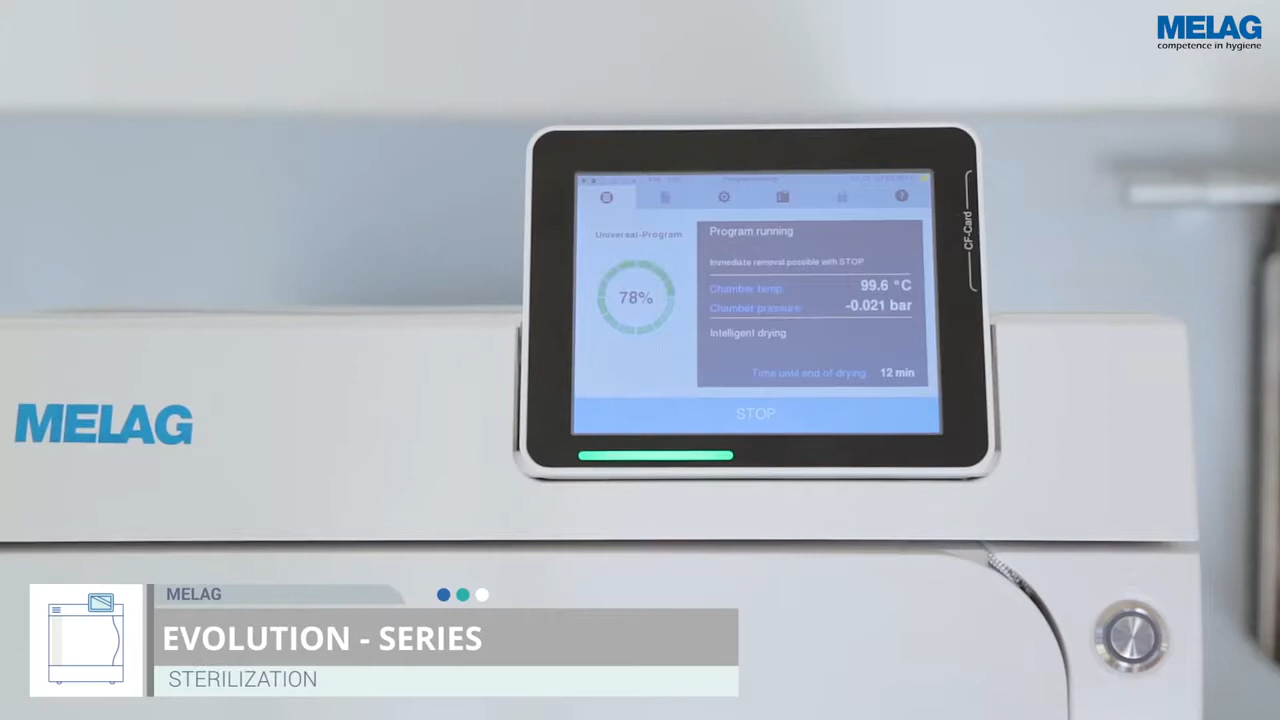 MELAG
competence in hygiene
Universal-Program
78%
Program running
Immediate removal possible with STOP
Chamber temp. 99.6 °C
Chamber pressure: -0.021 bar
Intelligent drying
Time until end of drying 12 min
STOP
CF-Card
MELAG
MELAG
EVOLUTION - SERIES
STERILIZATION